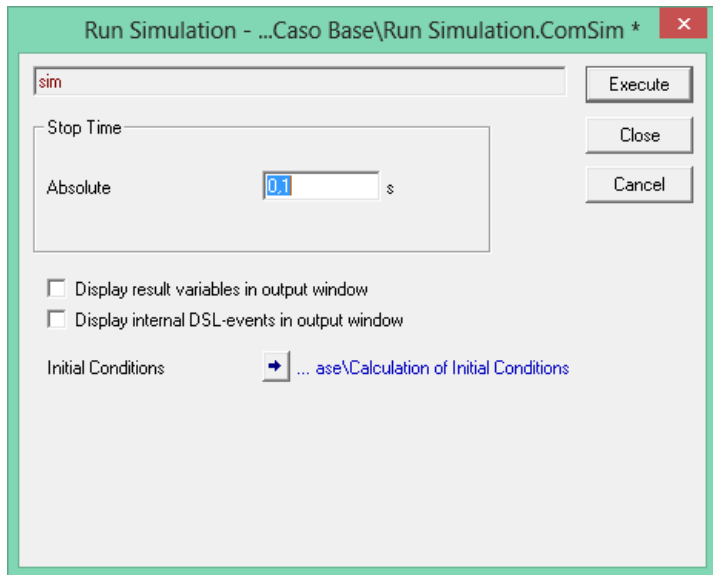 Run Simulation - ...Caso Base\Run Simulation.ComSim *
sim
Execute
Stop Time
Close
Absolute
0,1
s
Cancel
Display result variables in output window
Display internal DSL-events in output window
Initial Conditions
... ase\Calculation of Initial Conditions